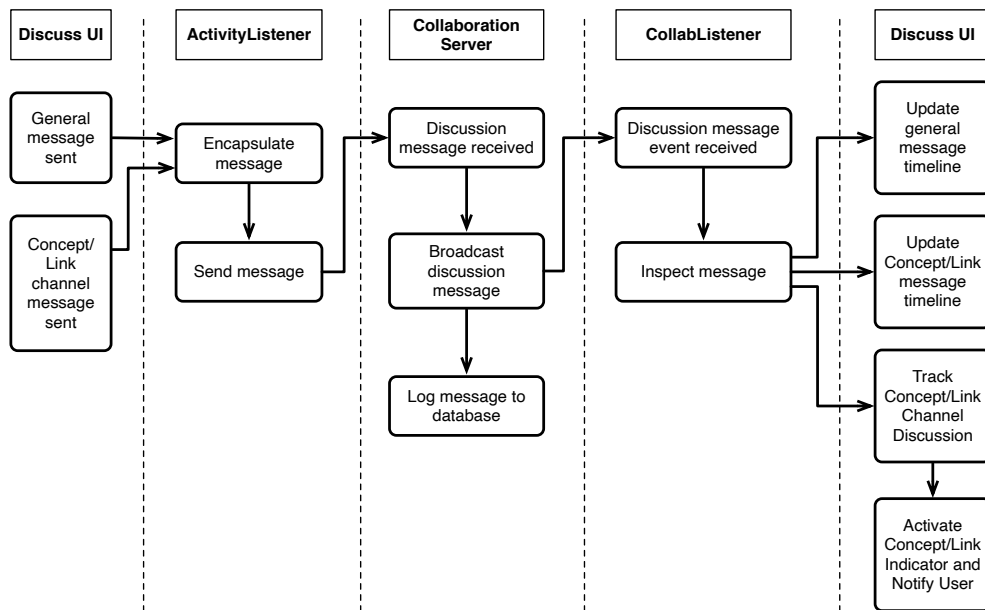 Discuss UI
ActivityListener
Collaboration
Server
CollabListener
Discuss UI
General
message
sent
Concept/
Link
channel
message
sent
Encapsulate
message
Send message
Discussion
message received
Broadcast
discussion
message
Log message to
database
Discussion message
event received
Inspect message
Update
general
message
timeline
Update
Concept/Link
message
timeline
Track
Concept/Link
Channel
Discussion
Activate
Concept/Link
Indicator and
Notify User